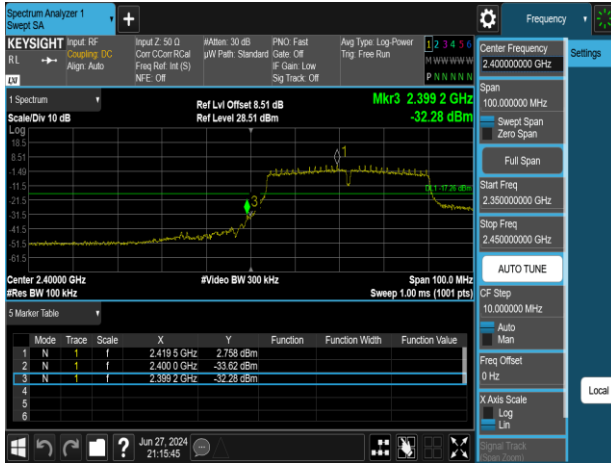 Spectrum Analyzer 1
Swept SA
+
Frequency
KEYSIGHT Input: RF Input Z: 50 Ω #Atten: 30 dB PNO: Fast Avg Type: Log-Power 1 2 3 4 5 6
RL Coupling: DC Corr CCorr RCal µW Path: Standard Gate: Off Trig: Free Run M W W W W W
Align: Auto Freq Ref: Int (S) IF Gain: Low
NFE: Off Sig Track: Off P N N N N N
LXI
1 Spectrum
Scale/Div 10 dB
Ref Lvl Offset 8.51 dB
Ref Level 28.51 dBm
Mkr3 2.399 2 GHz
-32.28 dBm
Log
18.5
8.51
-1.49
-11.5
-21.5
-31.5
-41.5
-51.5
-61.5
1
3
DL1 -17.25 dBm
Center 2.40000 GHz #Video BW 300 kHz Span 100.0 MHz
#Res BW 100 kHz Sweep 1.00 ms (1001 pts)
5 Marker Table
Mode Trace Scale X Y Function Function Width Function Value
1 N 1 f 2.419 5 GHz 2.758 dBm
2 N 1 f 2.400 0 GHz -33.62 dBm
3 N 1 f 2.399 2 GHz -32.28 dBm
4
5
6
Jun 27, 2024
21:15:45
?
Center Frequency
2.400000000 GHz
Settings
Span
100.000000 MHz
Swept Span
Zero Span
Full Span
Start Freq
2.350000000 GHz
Stop Freq
2.450000000 GHz
AUTO TUNE
CF Step
10.000000 MHz
Auto
Man
Freq Offset
0 Hz
Local
X Axis Scale
Log
Lin
Signal Track
(Span Zoom)